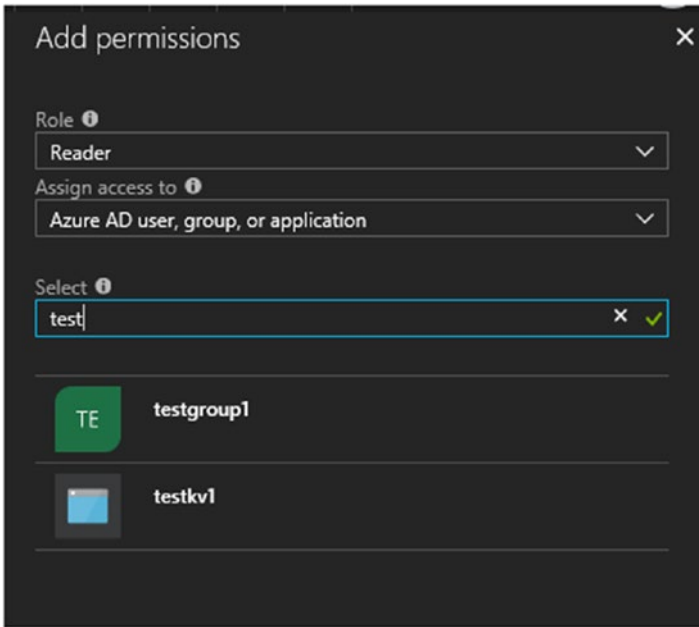 Add permissions
Role
Reader
Assign access to
Azure AD user, group, or application
Select
test
TE
testgroup1
testkv1